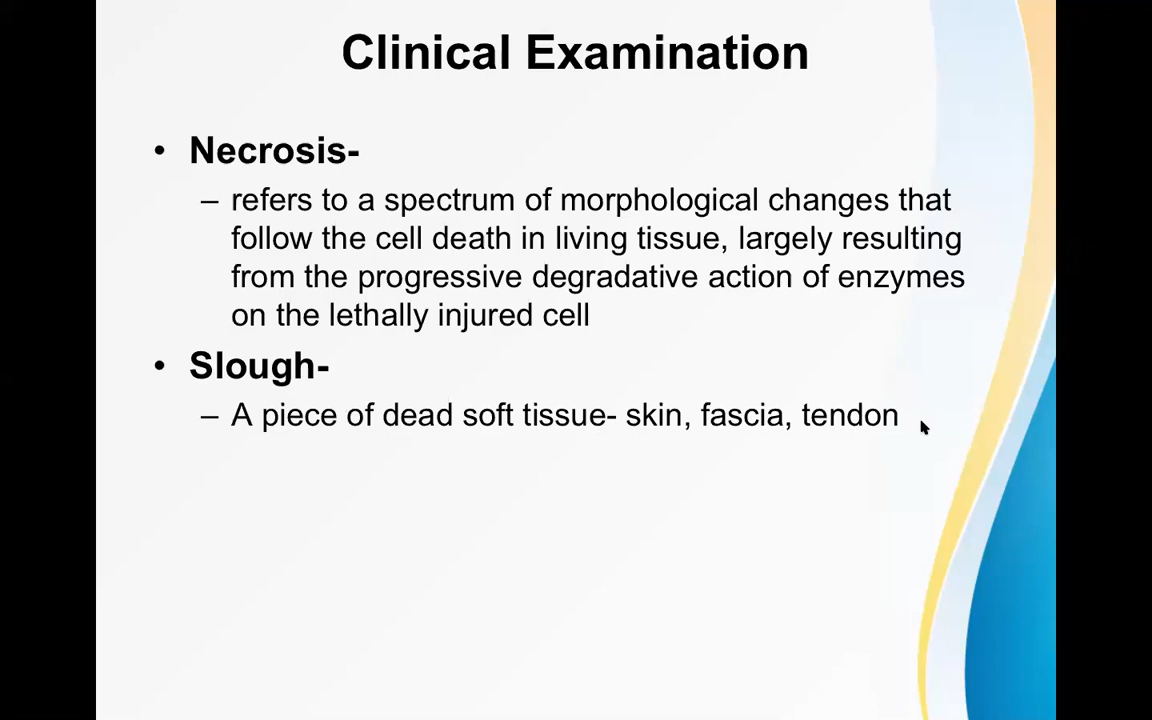 Clinical Examination
• Necrosis-
– refers to a spectrum of morphological changes that
follow the cell death in living tissue, largely resulting
from the progressive degradative action of enzymes
on the lethally injured cell
• Slough-
– A piece of dead soft tissue- skin, fascia, tendon